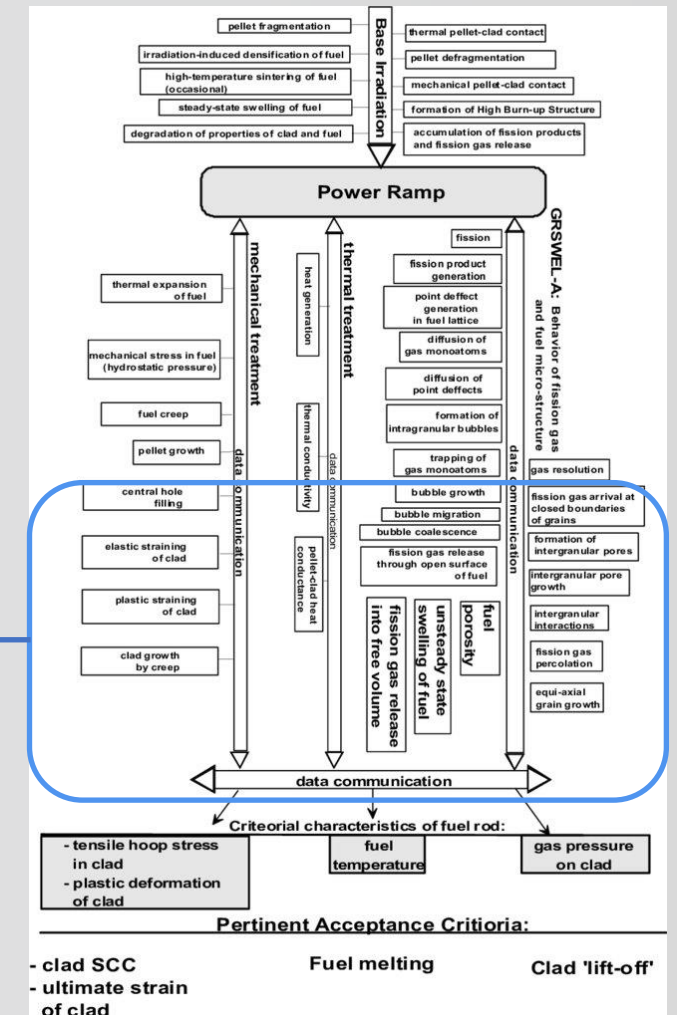 Base Irradiation
pellet fragmentation
irradiation-induced densification of fuel
high-temperature sintering of fuel
(occasional)
steady-state swelling of fuel
degradation of properties of clad and fuel
thermal pellet-clad contact
pellet defragmentation
mechanical pellet-clad contact
formation of High Burn-up Structure
accumulation of fission products
and fission gas release
Power Ramp
mechanical treatment
data communication
thermal expansion
of fuel
mechanical stress in fuel
(hydrostatic pressure)
fuel creep
pellet growth
central hole
filling
elastic straining
of clad
plastic straining
of clad
clad growth
by creep
thermal treatment
data communication
heat generation
thermal conductivity
pellet-clad heat
conductance
GRSWEL-A: Behavior of fission gas
and fuel micro-structure
data communication
fission
fission product
generation
point deffect
generation
in fuel lattice
diffusion of
gas monoatoms
diffusion of
point deffects
formation of
intragranular bubbles
trapping of
gas monoatoms
bubble growth
bubble migration
bubble coalescence
fission gas release
through open surface
of fuel
fission gas release
into free volume
unsteady state
swelling of fuel
fuel
porosity
gas resolution
fission gas arrival at
closed boundaries
of grains
formation of
intergranular pores
intergranular pore
growth
intergranular
interactions
fission gas
percolation
equi-axial
grain growth
data communication
Criteorial characteristics of fuel rod:
- tensile hoop stress
in clad
- plastic deformation
of clad
fuel
temperature
gas pressure
on clad
Pertinent Acceptance Critioria:
- clad SCC
- ultimate strain
of clad
Fuel melting
Clad 'lift-off'